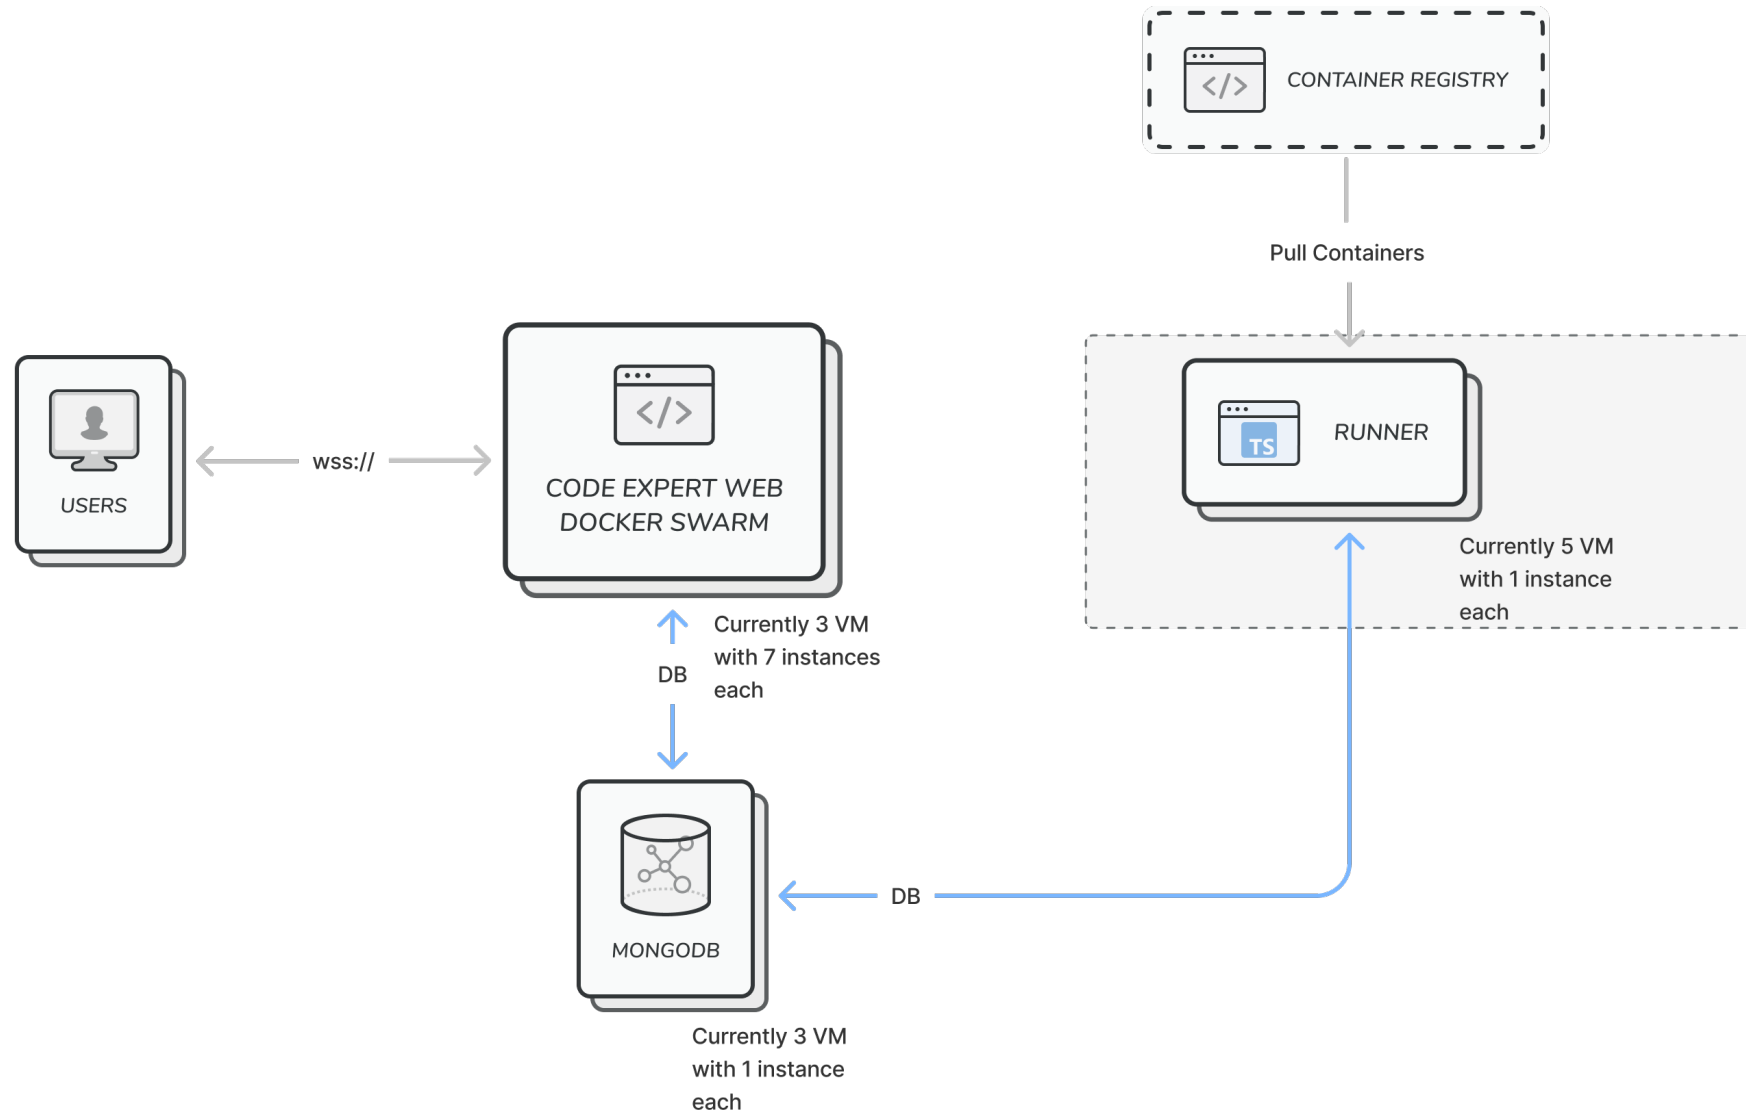 CONTAINER REGISTRY
Pull Containers
TS
RUNNER
Currently 5 VM
with 1 instance
each
USERS
wss://
CODE EXPERT WEB
DOCKER SWARM
Currently 3 VM
with 7 instances
each
DB
MONGODB
DB
Currently 3 VM
with 1 instance
each